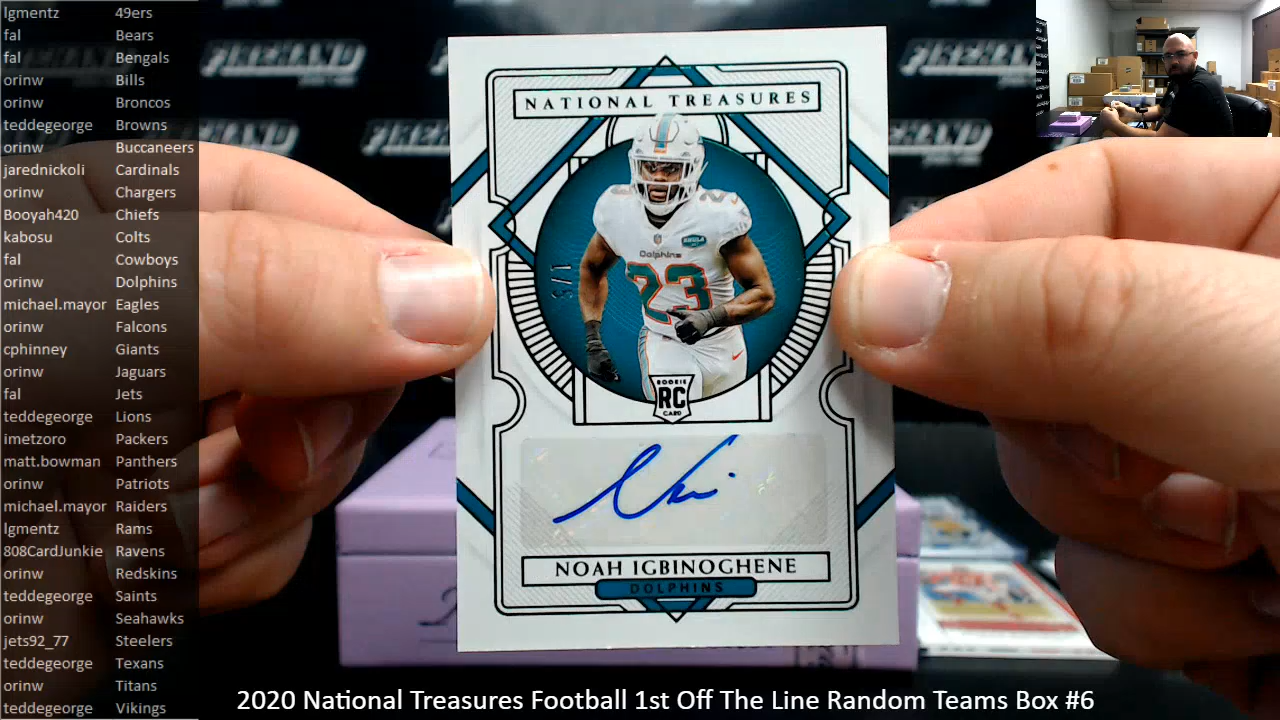 lgmentz 49ers
fal Bears
fal Bengals
orinw Bills
orinw Broncos
teddegeorge Browns
orinw Buccaneers
jarednickoli Cardinals
orinw Chargers
Booyah420 Chiefs
kabosu Colts
fal Cowboys
orinw Dolphins
michael.mayor Eagles
orinw Falcons
cphinney Giants
orinw Jaguars
fal Jets
teddegeorge Lions
imetzoro Packers
matt.bowman Panthers
orinw Patriots
michael.mayor Raiders
lgmentz Rams
808CardJunkie Ravens
orinw Redskins
teddegeorge Saints
orinw Seahawks
jets92_77 Steelers
teddegeorge Texans
orinw Titans
teddegeorge Vikings
FIREHAND
FIREHAND
NATIONAL TREASURES
Dolphins
23
ROOKIE
RC
CARD
NOAH IGBINOGHENE
DOLPHINS
2020 National Treasures Football 1st Off The Line Random Teams Box #6